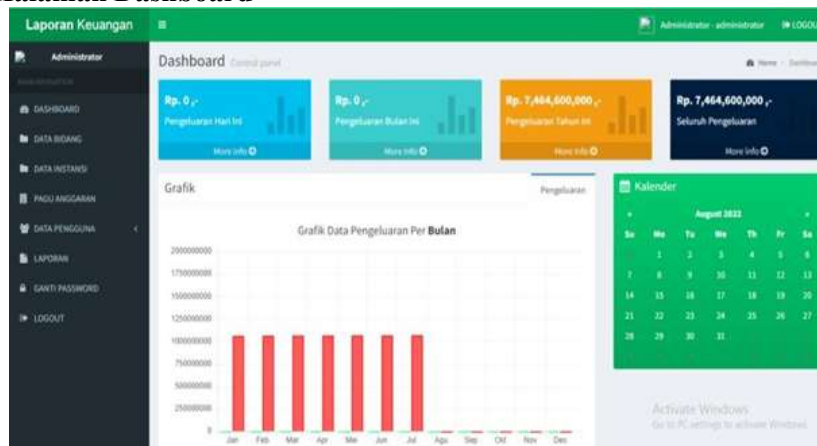 Halaman Dashboard
Laporan Keuangan
Administrator - administrator
LOGOUT
Administrator
Dashboard Control panel
Home
DASHBOARD
DATA BIDANG
DATA INSTANSI
PAGU ANGGARAN
DATA PENGGUNA
LAPORAN
GANTI PASSWORD
LOGOUT
Rp. 0 ,-
Pengeluaran Hari Ini
More info
Rp. 0 ,-
Pengeluaran Bulan Ini
More info
Rp. 7,464,600,000 ,-
Pengeluaran Tahun Ini
More info
Rp. 7,464,600,000 ,-
Seluruh Pengeluaran
More info
Grafik
Pengeluaran
Grafik Data Pengeluaran Per Bulan
2000000000
1750000000
1500000000
1250000000
1000000000
750000000
500000000
250000000
0
Jan Feb Mar Apr Mei Jun Jul Agu Sep Okt Nov Des
Kalender
« August 2022 »
Su Mo Tu We Th Fr Sa
1 2 3 4 5 6
7 8 9 10 11 12 13
14 15 16 17 18 19 20
21 22 23 24 25 26 27
28 29 30 31
Activate Windows
Go to PC settings to activate Windows.